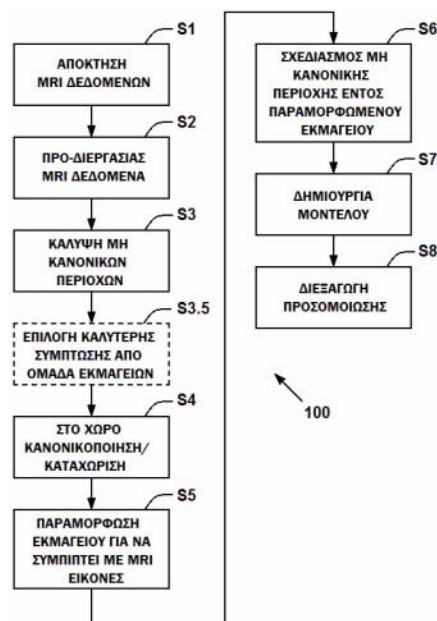 S1
ΑΠΟΚΤΗΣΗ
MRI ΔΕΔΟΜΕΝΩΝ
S2
ΠΡΟ-ΔΙΕΡΓΑΣΙΑΣ
MRI ΔΕΔΟΜΕΝΑ
S3
ΚΑΛΥΨΗ ΜΗ
ΚΑΝΟΝΙΚΩΝ
ΠΕΡΙΟΧΩΝ
S3.5
ΕΠΙΛΟΓΗ ΚΑΛΥΤΕΡΗΣ
ΣΥΜΠΤΩΣΗΣ ΑΠΟ
ΟΜΑΔΑ ΕΚΜΑΓΕΙΩΝ
S4
ΣΤΟ ΧΩΡΟ
ΚΑΝΟΝΙΚΟΠΟΙΗΣΗ/
ΚΑΤΑΧΩΡΙΣΗ
S5
ΠΑΡΑΜΟΡΦΩΣΗ
ΕΚΜΑΓΕΙΟΥ ΓΙΑ ΝΑ
ΣΥΜΠΙΠΤΕΙ ΜΕ MRI
ΕΙΚΟΝΕΣ
S6
ΣΧΕΔΙΑΣΜΟΣ ΜΗ
ΚΑΝΟΝΙΚΗΣ
ΠΕΡΙΟΧΗΣ ΕΝΤΟΣ
ΠΑΡΑΜΟΡΦΩΜΕΝΟΥ
ΕΚΜΑΓΕΙΟΥ
S7
ΔΗΜΙΟΥΡΓΙΑ
ΜΟΝΤΕΛΟΥ
S8
ΔΙΕΞΑΓΩΓΗ
ΠΡΟΣΟΜΟΙΩΣΗΣ
100